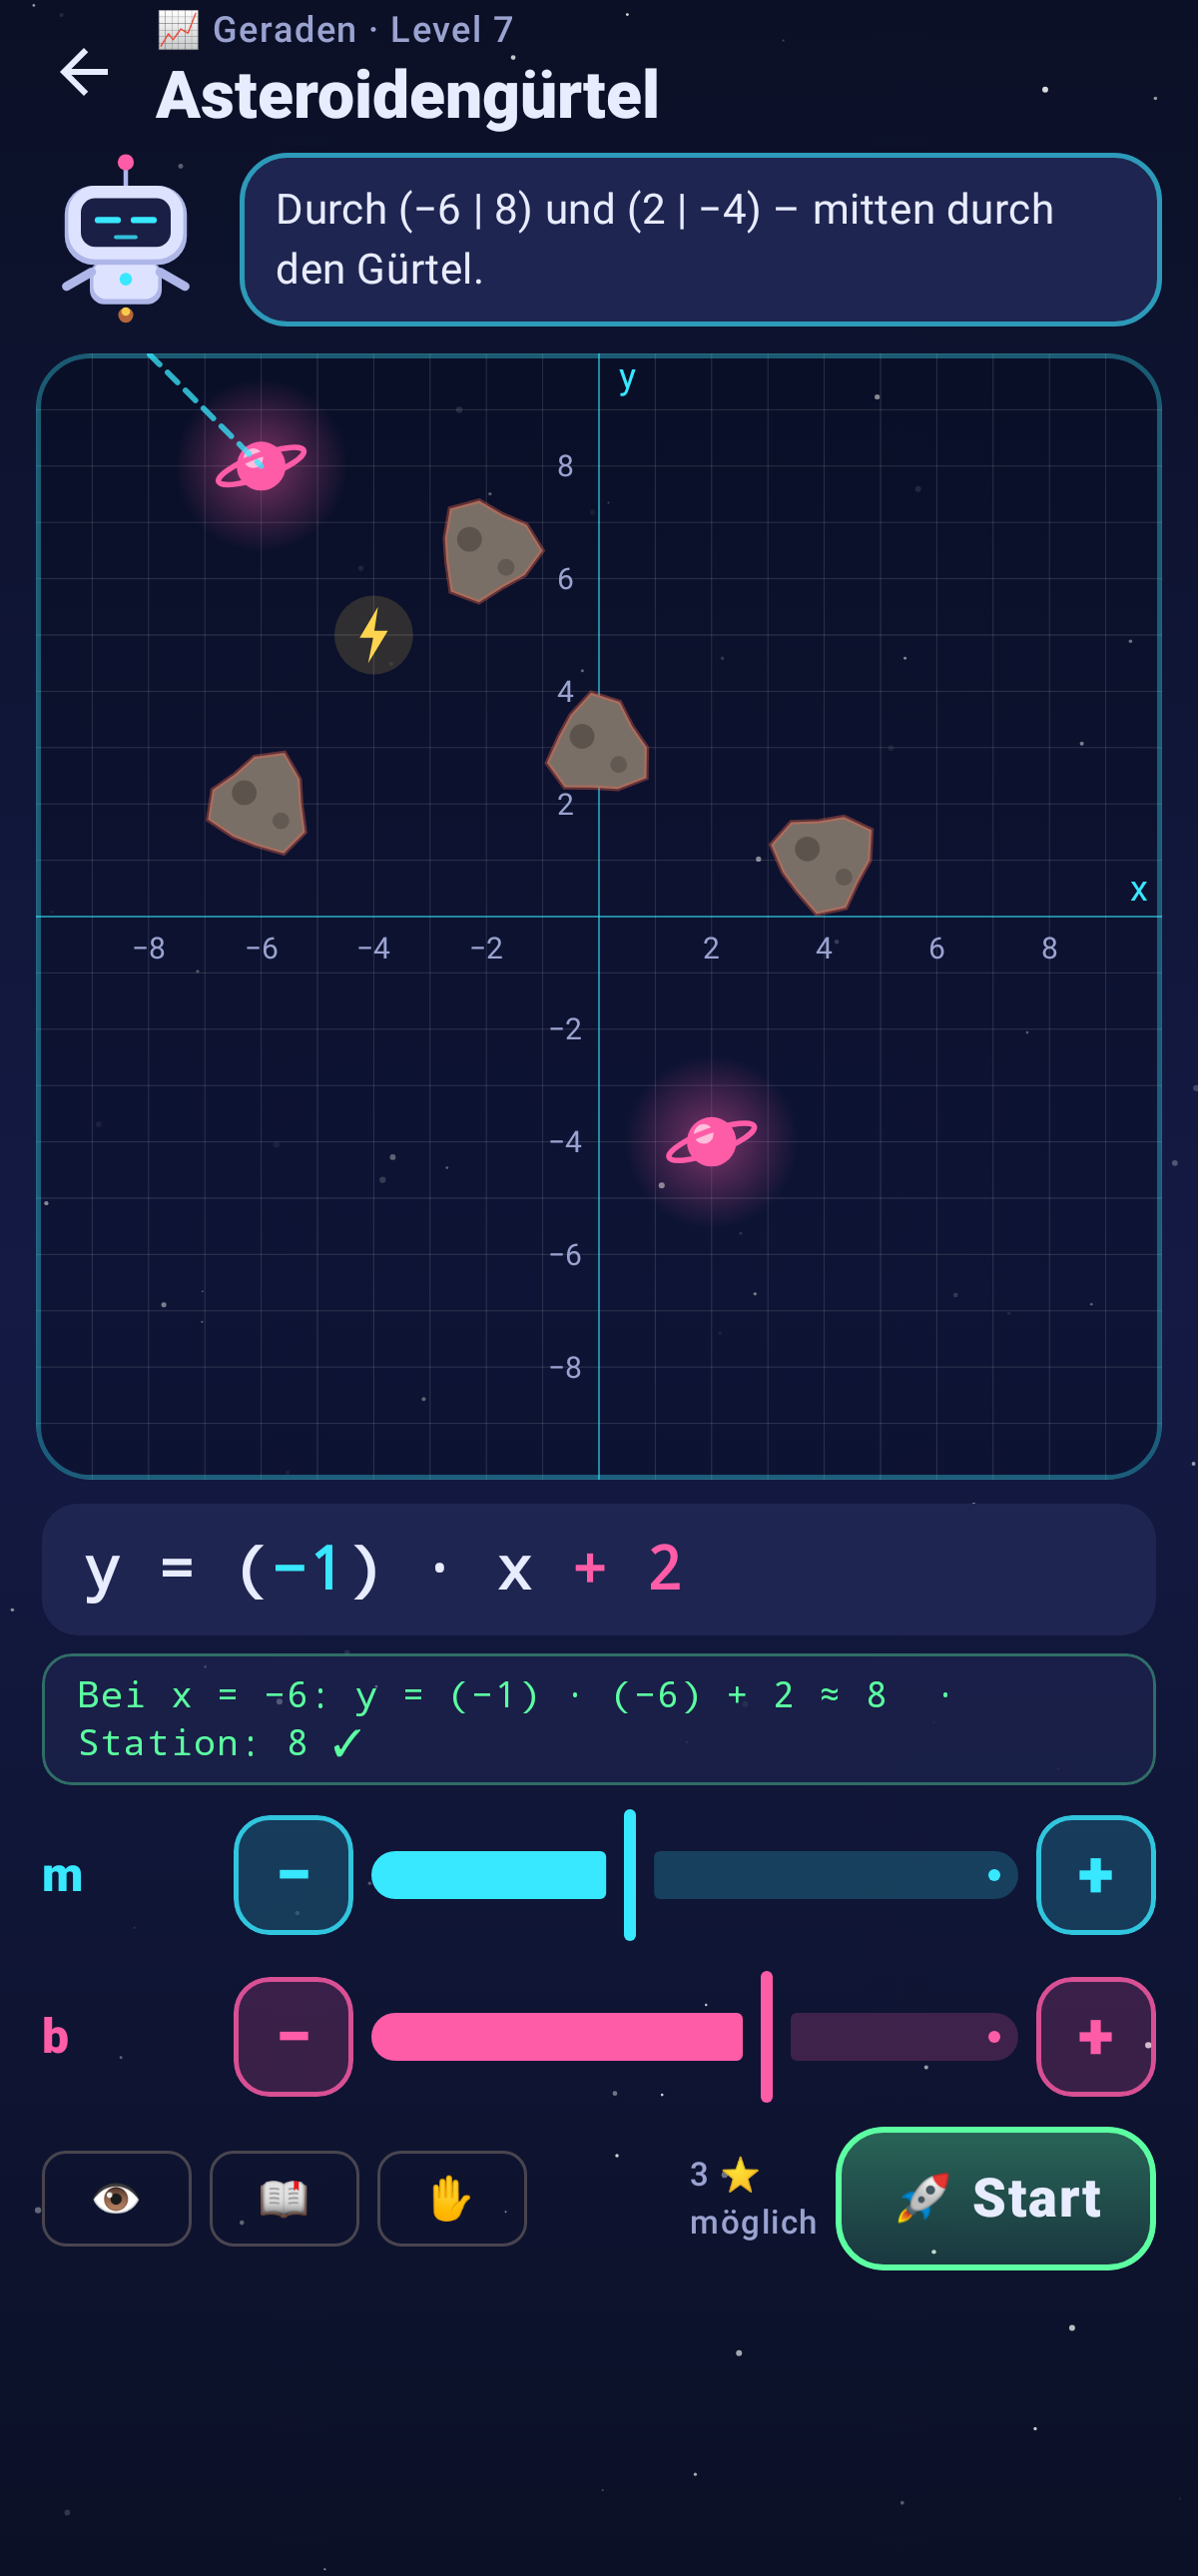 Geraden · Level 7
Asteroidengürtel
Durch (−6 | 8) und (2 | −4) – mitten durch
den Gürtel.
y
8
6
4
2
x
−8 −6 −4 −2 2 4 6 8
−2
−4
−6
−8
y = (−1) · x + 2
Bei x = −6: y = (−1) · (−6) + 2 ≈ 8 ·
Station: 8 ✓
m − +
b − +
3 ⭐
möglich
🚀 Start